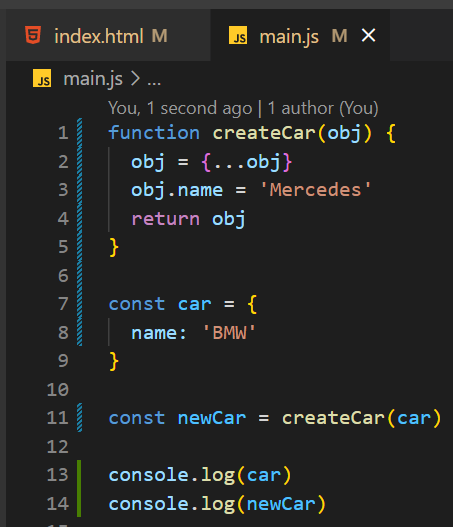 index.html M JS main.js M ×
JS main.js > ...
You, 1 second ago | 1 author (You)
1 function createCar(obj) {
2   obj = {...obj}
3   obj.name = 'Mercedes'
4   return obj
5 }
6
7 const car = {
8   name: 'BMW'
9 }
10
11 const newCar = createCar(car)
12
13 console.log(car)
14 console.log(newCar)